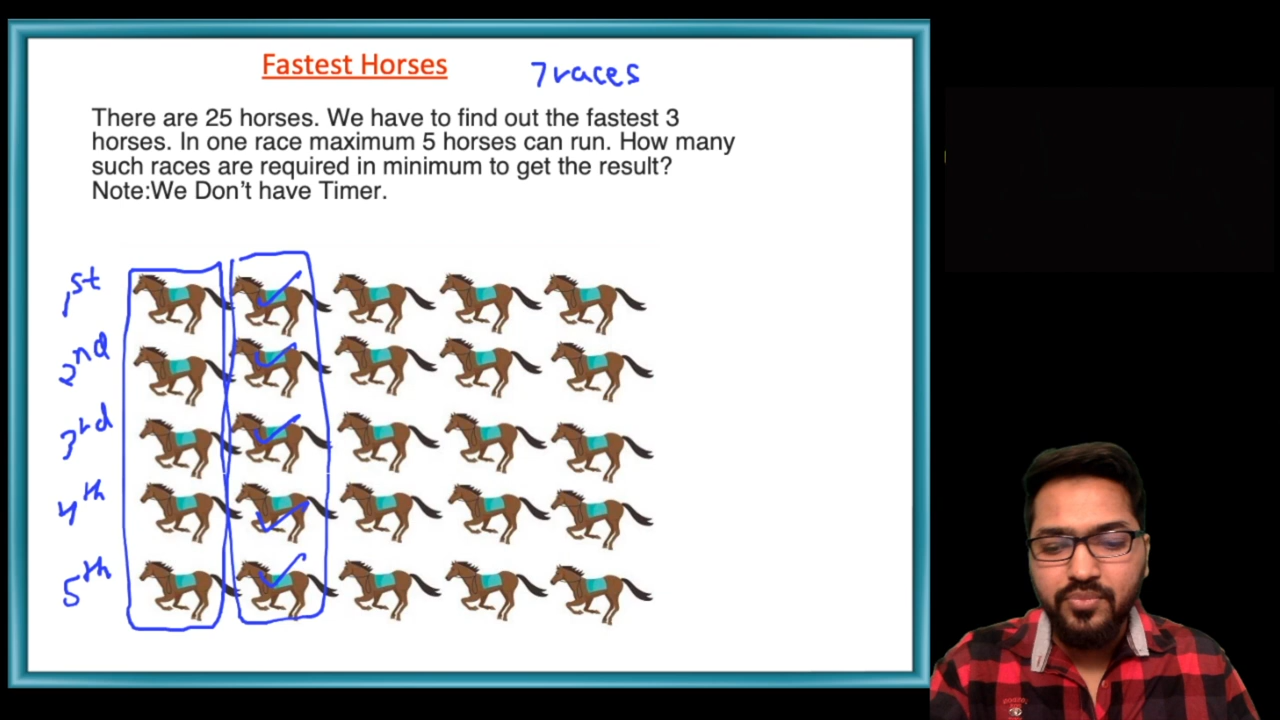 Fastest Horses
7 races
There are 25 horses. We have to find out the fastest 3
horses. In one race maximum 5 horses can run. How many
such races are required in minimum to get the result?
Note:We Don't have Timer.
1st
2nd
3rd
4th
5th